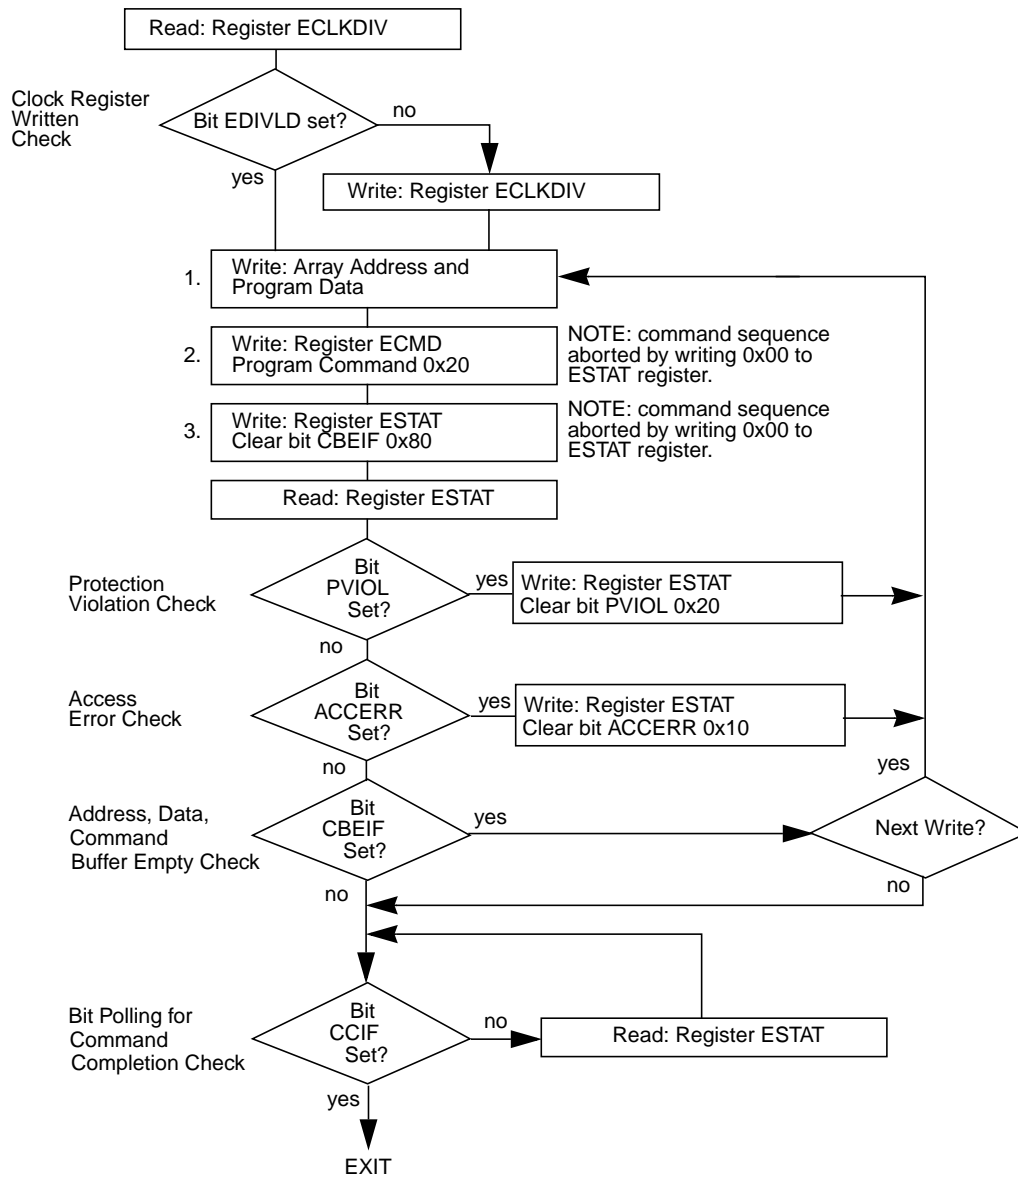 Read: Register ECLKDIV
Clock Register
Written
Check
Bit EDIVLD set?
no
yes
Write: Register ECLKDIV
1.
Write: Array Address and
Program Data
2.
Write: Register ECMD
Program Command 0x20
NOTE: command sequence
aborted by writing 0x00 to
ESTAT register.
3.
Write: Register ESTAT
Clear bit CBEIF 0x80
NOTE: command sequence
aborted by writing 0x00 to
ESTAT register.
Read: Register ESTAT
Protection
Violation Check
Bit
PVIOL
Set?
yes
Write: Register ESTAT
Clear bit PVIOL 0x20
no
Access
Error Check
Bit
ACCERR
Set?
yes
Write: Register ESTAT
Clear bit ACCERR 0x10
no
yes
Address, Data,
Command
Buffer Empty Check
Bit
CBEIF
Set?
yes
Next Write?
no
no
Bit Polling for
Command
Completion Check
Bit
CCIF
Set?
no
Read: Register ESTAT
yes
EXIT